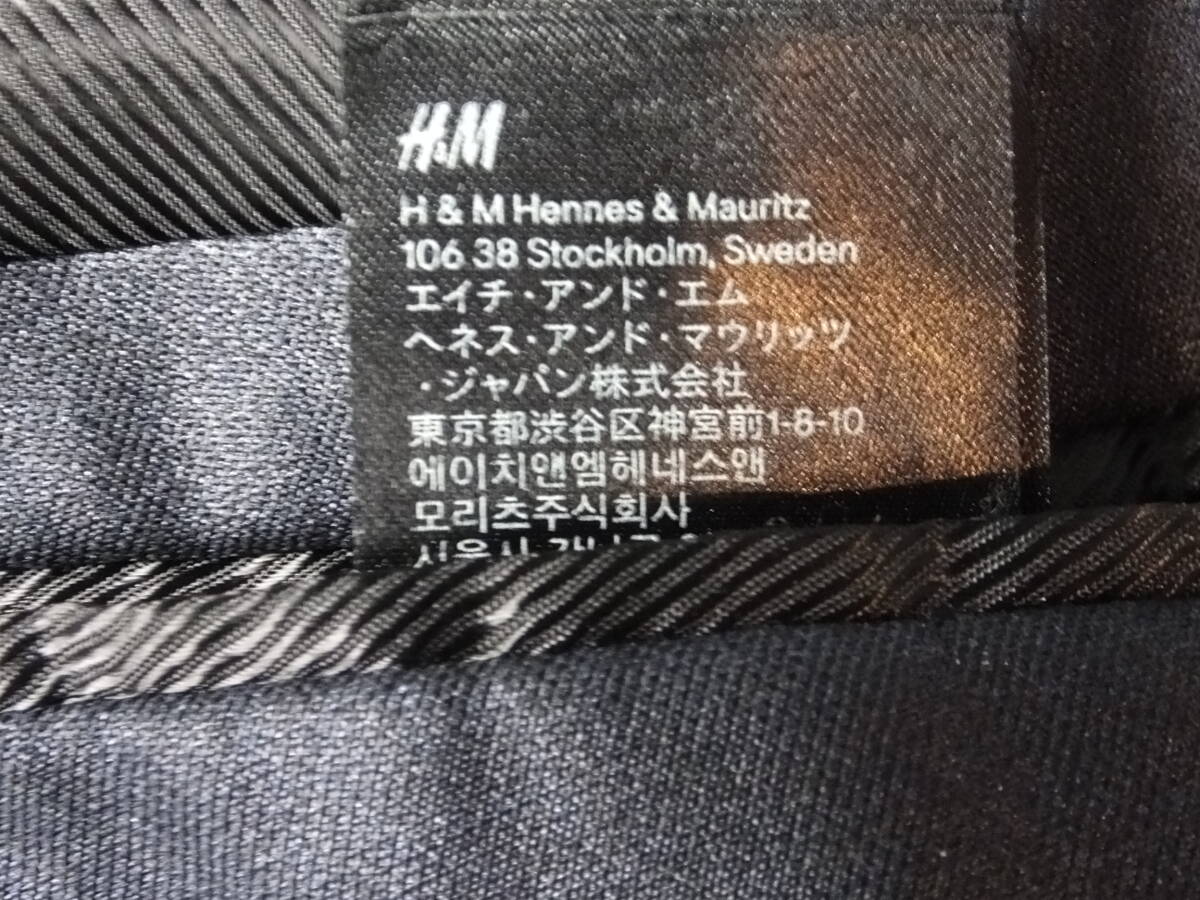 H&M
H & M Hennes & Mauritz
106 38 Stockholm, Sweden
エイチ・アンド・エム
ヘネス・アンド・マウリッツ
・ジャパン株式会社
東京都渋谷区神宮前1-8-10
에이치앤엠헤네스앤
모리츠주식회사